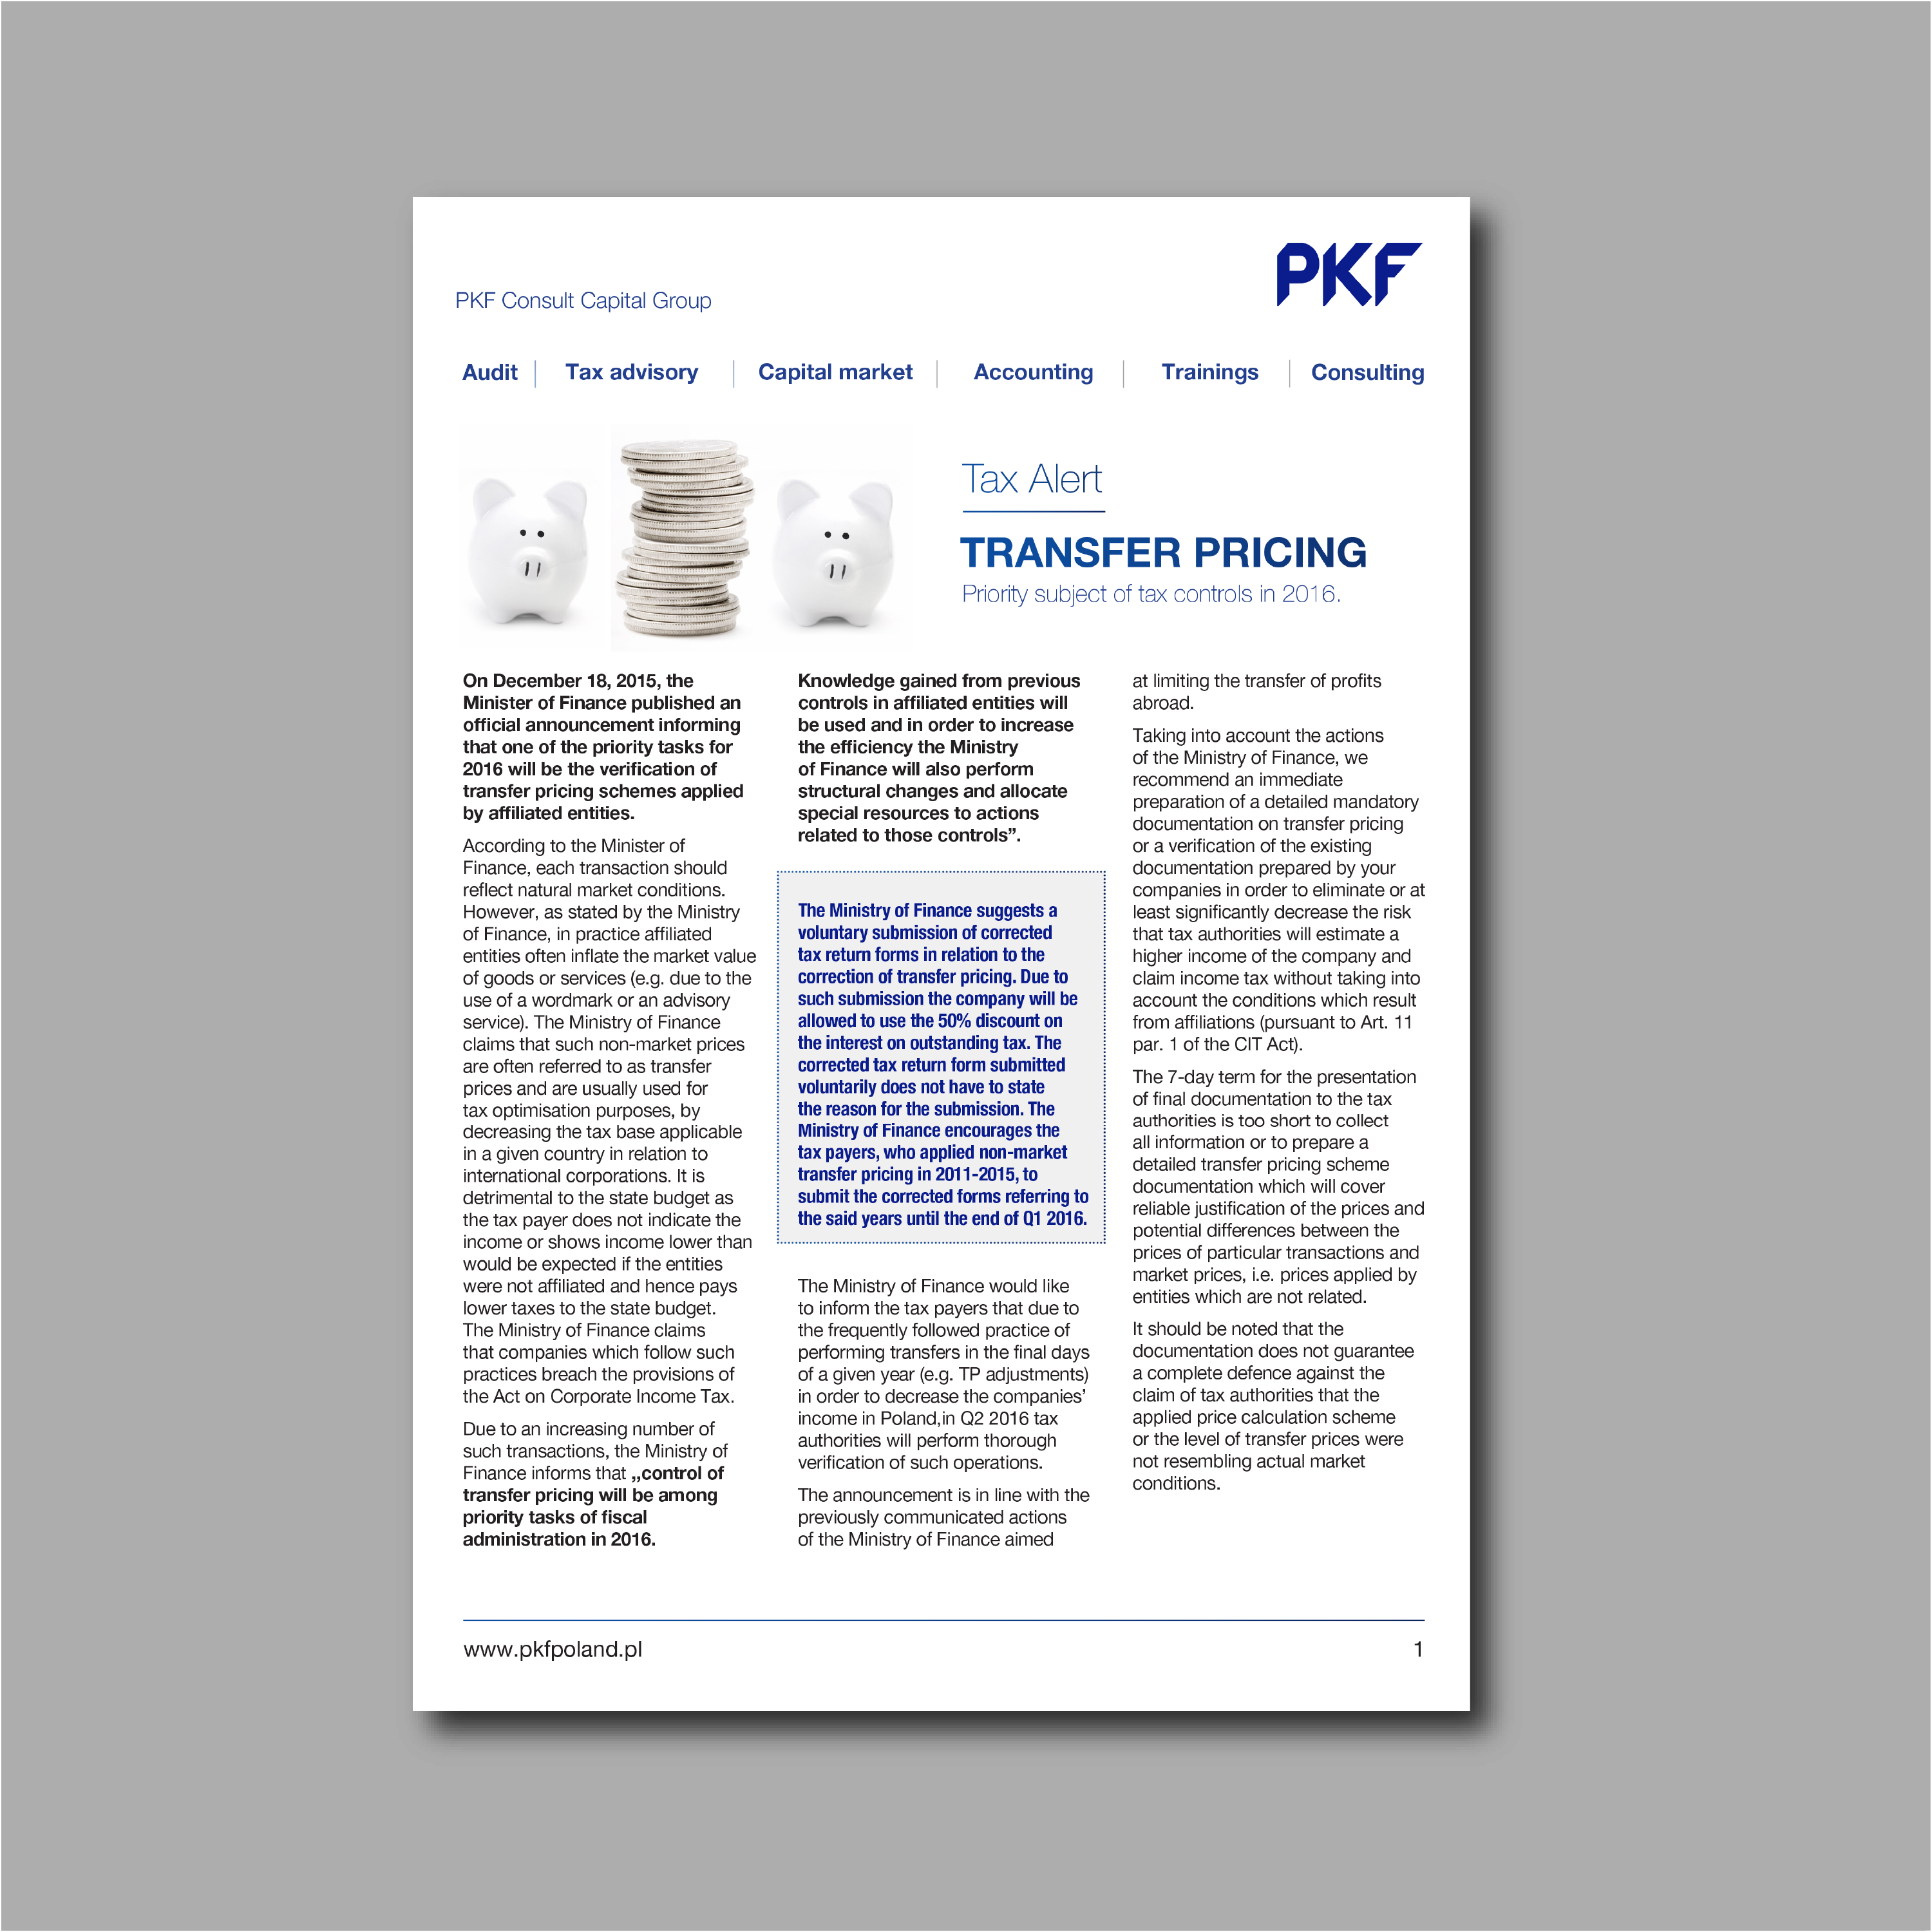 PKF
PKF Consult Capital Group
Audit | Tax advisory | Capital market | Accounting | Trainings | Consulting
Tax Alert
TRANSFER PRICING
Priority subject of tax controls in 2016.
On December 18, 2015, the
Minister of Finance published an
official announcement informing
that one of the priority tasks for
2016 will be the verification of
transfer pricing schemes applied
by affiliated entities.
According to the Minister of
Finance, each transaction should
reflect natural market conditions.
However, as stated by the Ministry
of Finance, in practice affiliated
entities often inflate the market value
of goods or services (e.g. due to the
use of a wordmark or an advisory
service). The Ministry of Finance
claims that such non-market prices
are often referred to as transfer
prices and are usually used for
tax optimisation purposes, by
decreasing the tax base applicable
in a given country in relation to
international corporations. It is
detrimental to the state budget as
the tax payer does not indicate the
income or shows income lower than
would be expected if the entities
were not affiliated and hence pays
lower taxes to the state budget.
The Ministry of Finance claims
that companies which follow such
practices breach the provisions of
the Act on Corporate Income Tax.
Due to an increasing number of
such transactions, the Ministry of
Finance informs that „control of
transfer pricing will be among
priority tasks of fiscal
administration in 2016.
Knowledge gained from previous
controls in affiliated entities will
be used and in order to increase
the efficiency the Ministry
of Finance will also perform
structural changes and allocate
special resources to actions
related to those controls”.
The Ministry of Finance suggests a
voluntary submission of corrected
tax return forms in relation to the
correction of transfer pricing. Due to
such submission the company will be
allowed to use the 50% discount on
the interest on outstanding tax. The
corrected tax return form submitted
voluntarily does not have to state
the reason for the submission. The
Ministry of Finance encourages the
tax payers, who applied non-market
transfer pricing in 2011-2015, to
submit the corrected forms referring to
the said years until the end of Q1 2016.
The Ministry of Finance would like
to inform the tax payers that due to
the frequently followed practice of
performing transfers in the final days
of a given year (e.g. TP adjustments)
in order to decrease the companies’
income in Poland,in Q2 2016 tax
authorities will perform thorough
verification of such operations.
The announcement is in line with the
previously communicated actions
of the Ministry of Finance aimed
at limiting the transfer of profits
abroad.
Taking into account the actions
of the Ministry of Finance, we
recommend an immediate
preparation of a detailed mandatory
documentation on transfer pricing
or a verification of the existing
documentation prepared by your
companies in order to eliminate or at
least significantly decrease the risk
that tax authorities will estimate a
higher income of the company and
claim income tax without taking into
account the conditions which result
from affiliations (pursuant to Art. 11
par. 1 of the CIT Act).
The 7-day term for the presentation
of final documentation to the tax
authorities is too short to collect
all information or to prepare a
detailed transfer pricing scheme
documentation which will cover
reliable justification of the prices and
potential differences between the
prices of particular transactions and
market prices, i.e. prices applied by
entities which are not related.
It should be noted that the
documentation does not guarantee
a complete defence against the
claim of tax authorities that the
applied price calculation scheme
or the level of transfer prices were
not resembling actual market
conditions.
www.pkfpoland.pl
1